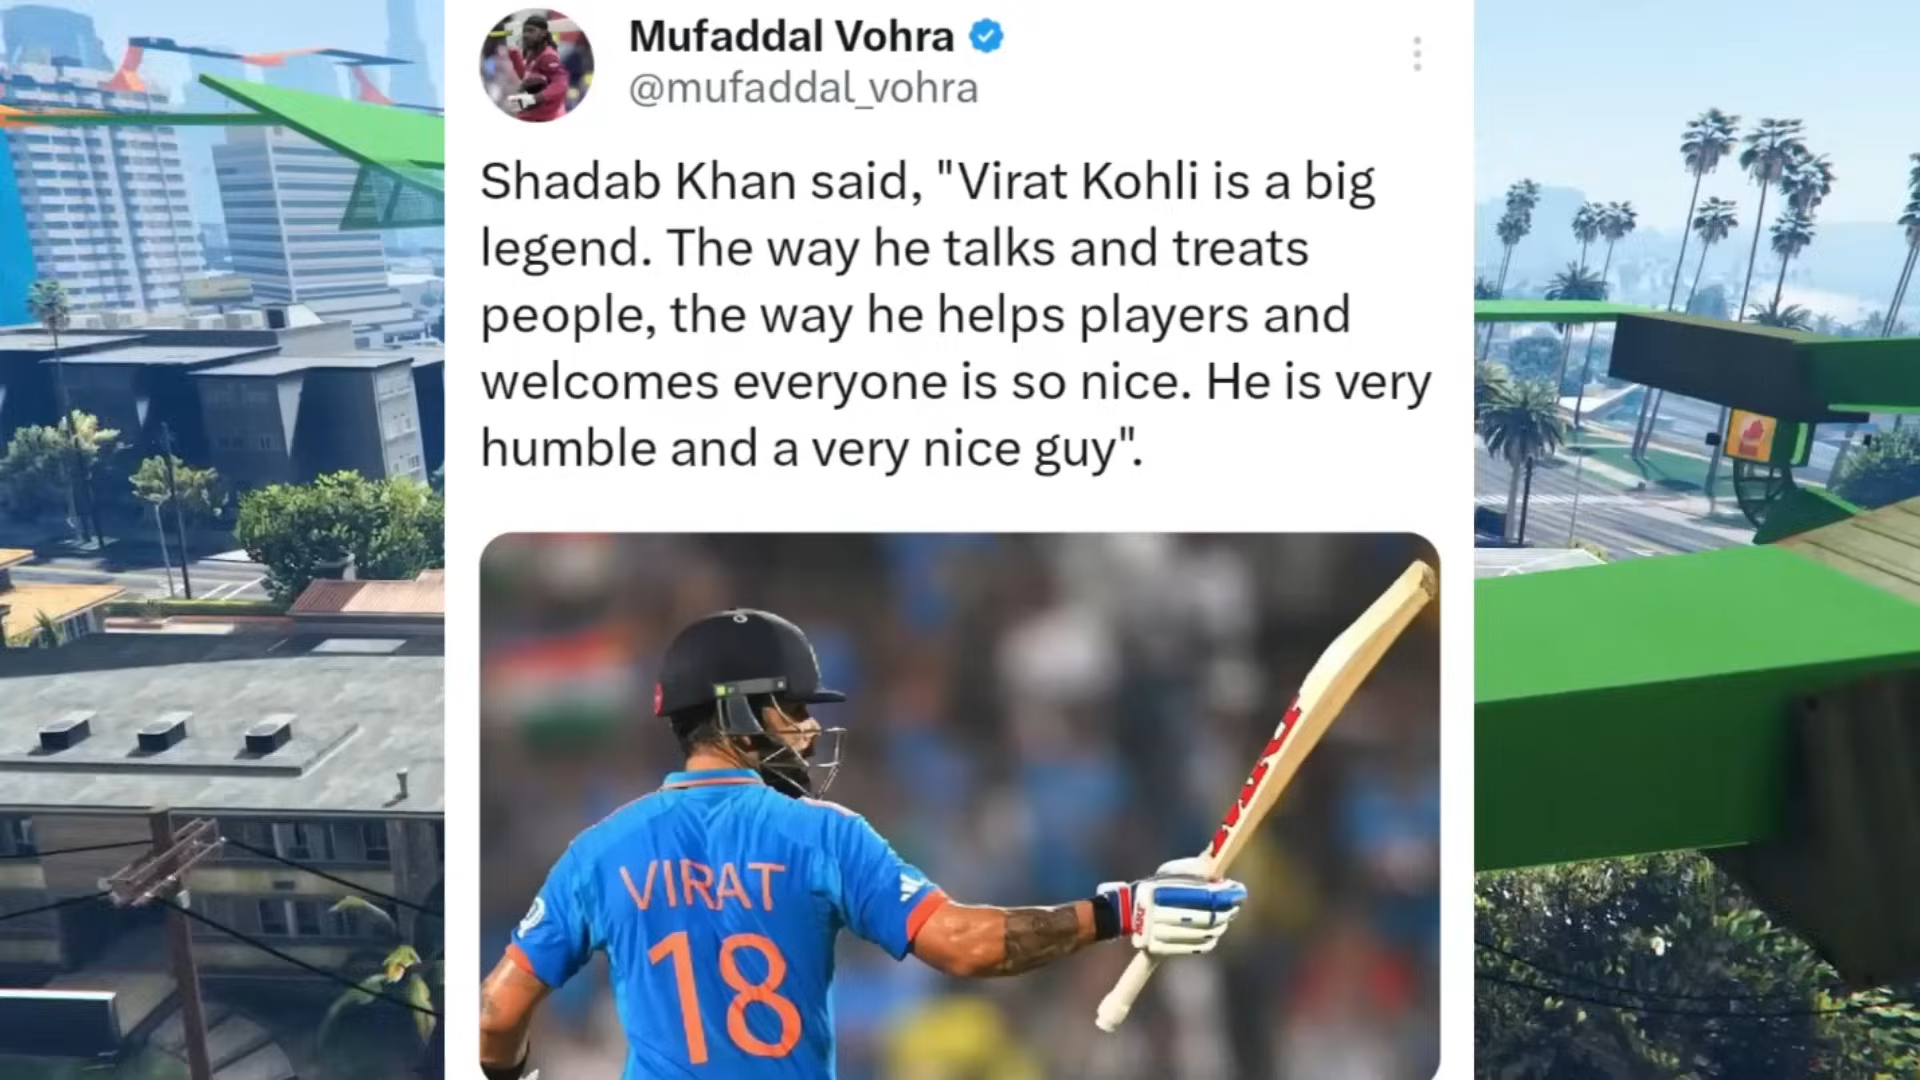 Mufaddal Vohra
@mufaddal_vohra
Shadab Khan said, "Virat Kohli is a big
legend. The way he talks and treats
people, the way he helps players and
welcomes everyone is so nice. He is very
humble and a very nice guy".
VIRAT
18